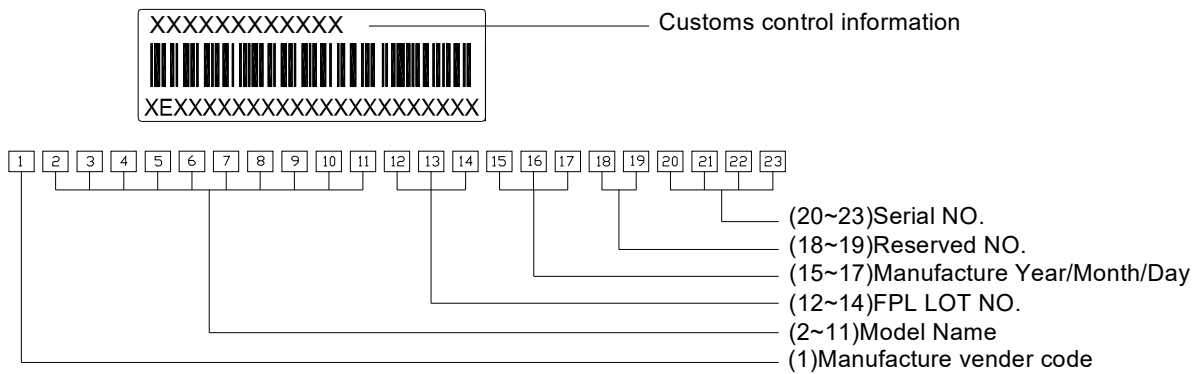 XXXXXXXXXXXXX
Customs control information
XEXXXXXXXXXXXXXXXXXXXXX
1 2 3 4 5 6 7 8 9 10 11 12 13 14 15 16 17 18 19 20 21 22 23
(20~23)Serial NO.
(18~19)Reserved NO.
(15~17)Manufacture Year/Month/Day
(12~14)FPL LOT NO.
(2~11)Model Name
(1)Manufacture vender code